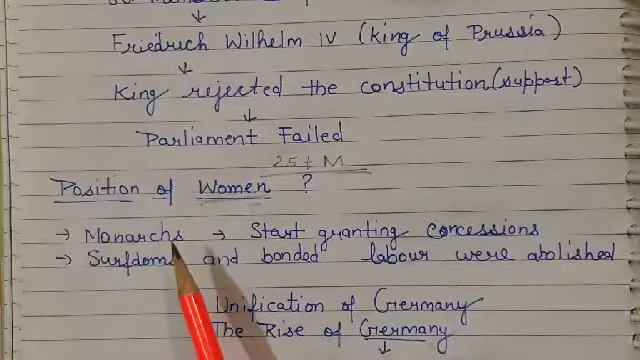 ↓
Friedrich Wilhelm IV (King of Prussia)
↓
King rejected the constitution (support)
↓
Parliament Failed
25+ M
Position of Women ?
→ Monarchs → Start granting concessions
→ Surfdoms and bonded labour were abolished
Unification of Germany
The Rise of Germany
↓